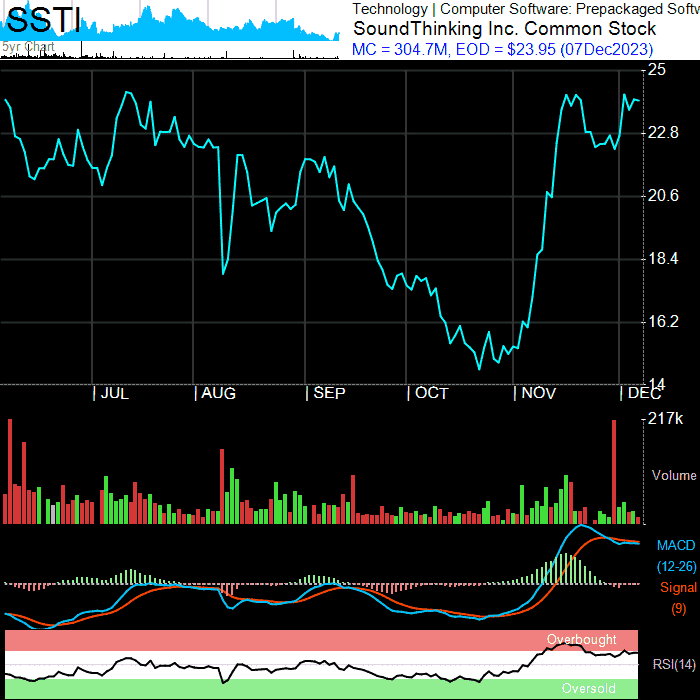 SSTI
5yr Chart
Technology | Computer Software: Prepackaged Softw
SoundThinking Inc. Common Stock
MC = 304.7M, EOD = $23.95 (07Dec2023)
25
22.8
20.6
18.4
16.2
14
| JUL | AUG | SEP | OCT | NOV | DEC
217k
Volume
MACD
(12-26)
Signal
(9)
Overbought
RSI(14)
Oversold